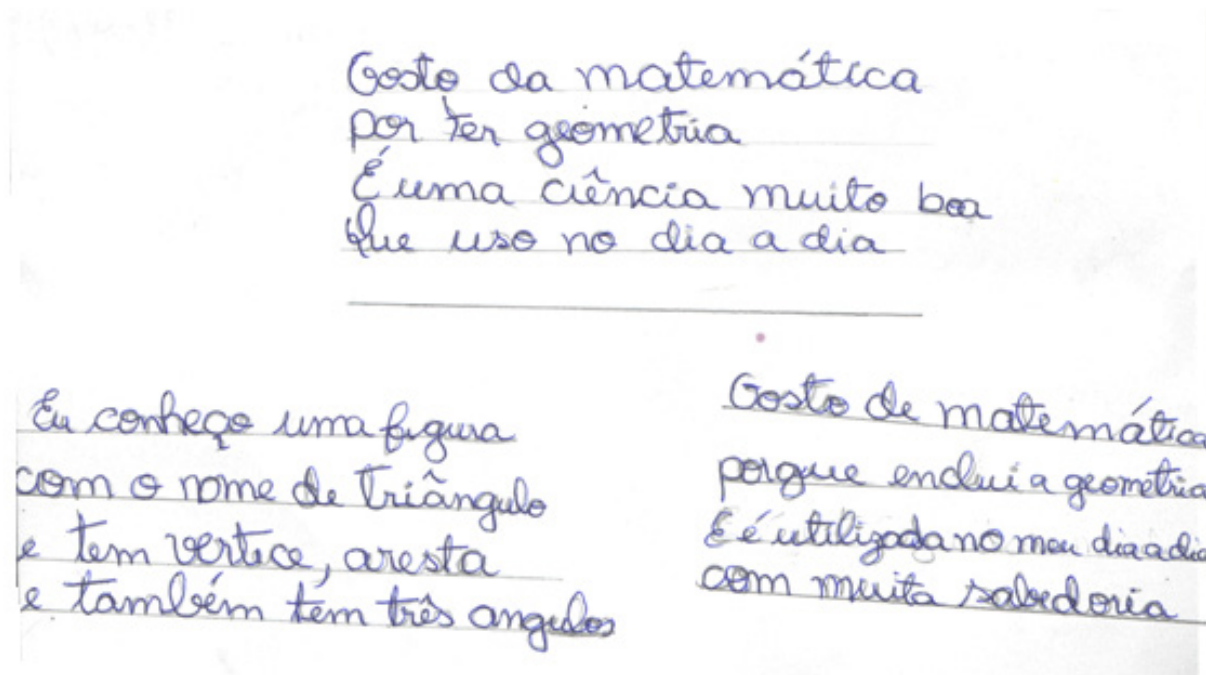 Gosto da matemática
por ter geometria
É uma ciência muito boa
Que uso no dia a dia
Eu conheço uma figura
com o nome de triângulo
e tem vertice, aresta
e também tem três angulos
Gosto de matemática
porque enclui a geometria
E é utilizada no meu dia a dia
com muita sabedoria